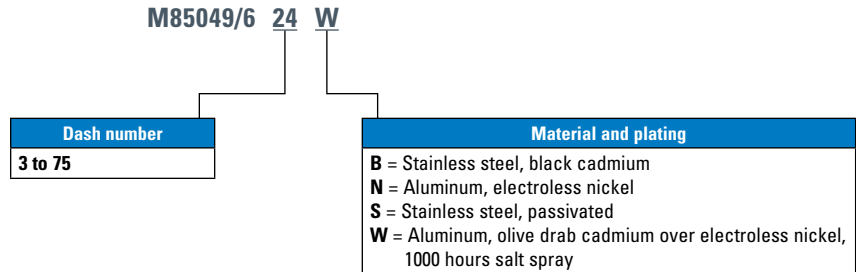 M85049/6 24 W
Dash number
3 to 75
Material and plating
B = Stainless steel, black cadmium
N = Aluminum, electroless nickel
S = Stainless steel, passivated
W = Aluminum, olive drab cadmium over electroless nickel,
1000 hours salt spray